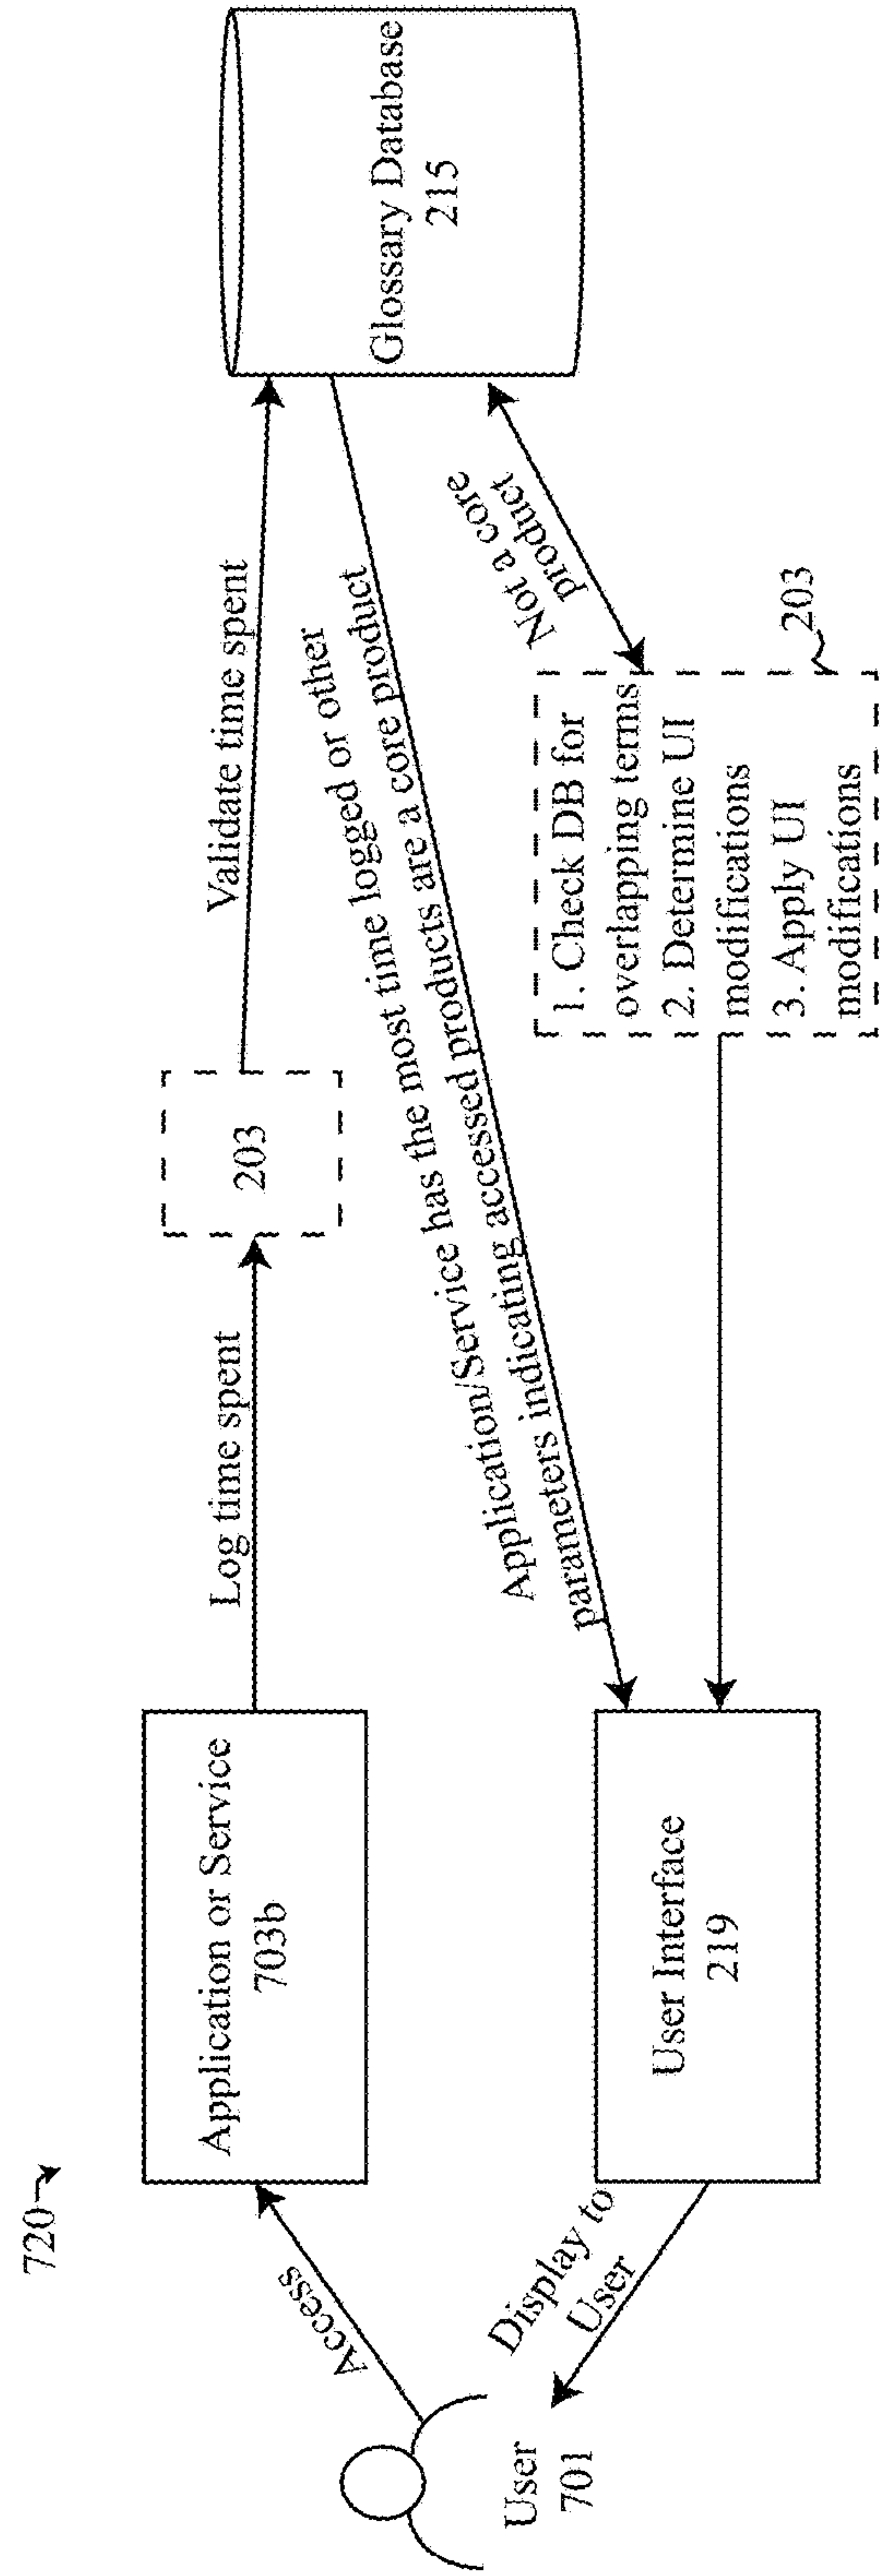 720
Application or Service
703b
Log time spent
203
Validate time spent
Glossary Database
215
Access
Application/Service has the most time logged or other
parameters indicating accessed products are a core product
Not a core
product
User
701
Display to
User
User Interface
219
1. Check DB for
overlapping terms
2. Determine UI
modifications
3. Apply UI
modifications
203